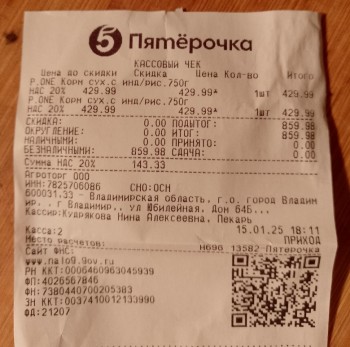 5 Пятёрочка
КАССОВЫЙ ЧЕК
Цена до скидки Скидка Цена Кол-во Итого
P.ONE Корм сух.с инд/рис.750г
НДС 20% 429.99 429.99* 1шт 429.99
P.ONE Корм сух.с инд/рис.750г
НДС 20% 429.99 429.99* 1шт 429.99
СКИДКА: 0.00 ПОДЫТОГ: 859.98
ОКРУГЛЕНИЕ: 0.00 ИТОГ: 859.98
НАЛИЧНЫМИ: 0.00 ПРИНЯТО: 0.00
БЕЗНАЛИЧНЫМИ: 859.98 СДАЧА: 0.00
Сумма НДС 20% 143.33
Агроторг ООО
ИНН:7825706086 СНО:ОСН
600031.33 - Владимирская область, г.о. город Владим
ир, , г Владимир,, ул Юбилейная, Дом 64Б...
Кассир:Кудрякова Нина Алексеевна, Пекарь
15.01.25 18:11
Касса:2 ПРИХОД
Место расчетов: 13582 Пятерочка
Сайт ФНС:
www.nalog.gov.ru
РН ККТ:0006460963045939
ФП:4026567846
ФН:7380440700205383
ЗН ККТ:0037410012133990
ФД:21207